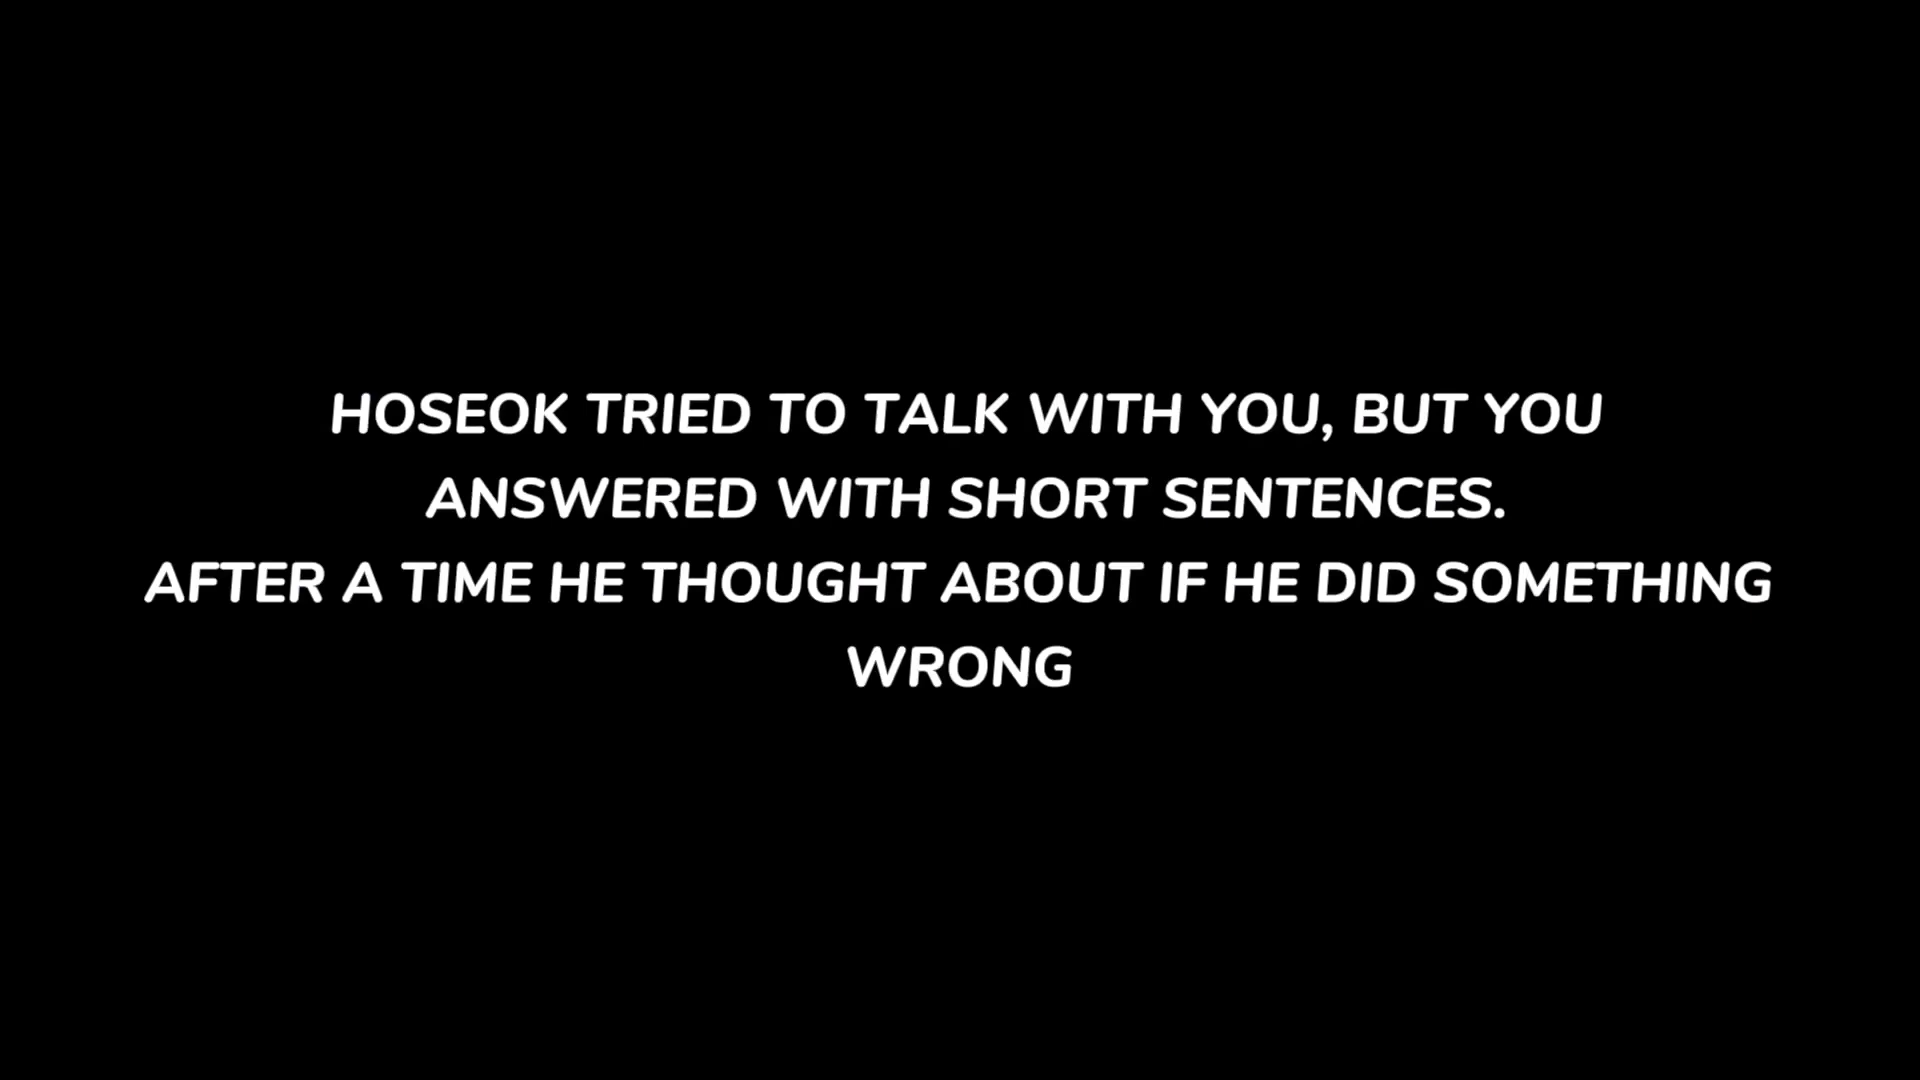 HOSEOK TRIED TO TALK WITH YOU, BUT YOU
ANSWERED WITH SHORT SENTENCES.
AFTER A TIME HE THOUGHT ABOUT IF HE DID SOMETHING
WRONG